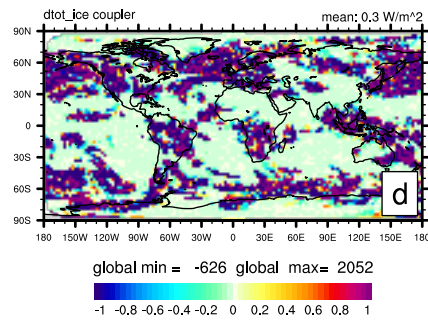 dtot_ice coupler mean: 0.3 W/m^2
90N
60N
30N
0
30S
60S
90S
d
180 150W 120W 90W 60W 30W 0 30E 60E 90E 120E 150E 180
global min = -626 global max= 2052
-1 -0.8 -0.6 -0.4 -0.2 0 0.2 0.4 0.6 0.8 1